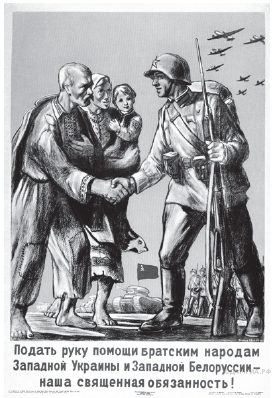 Подать руку помощи братским народам
Западной Украины и Западной Белоруссии—
наша священная обязанность!